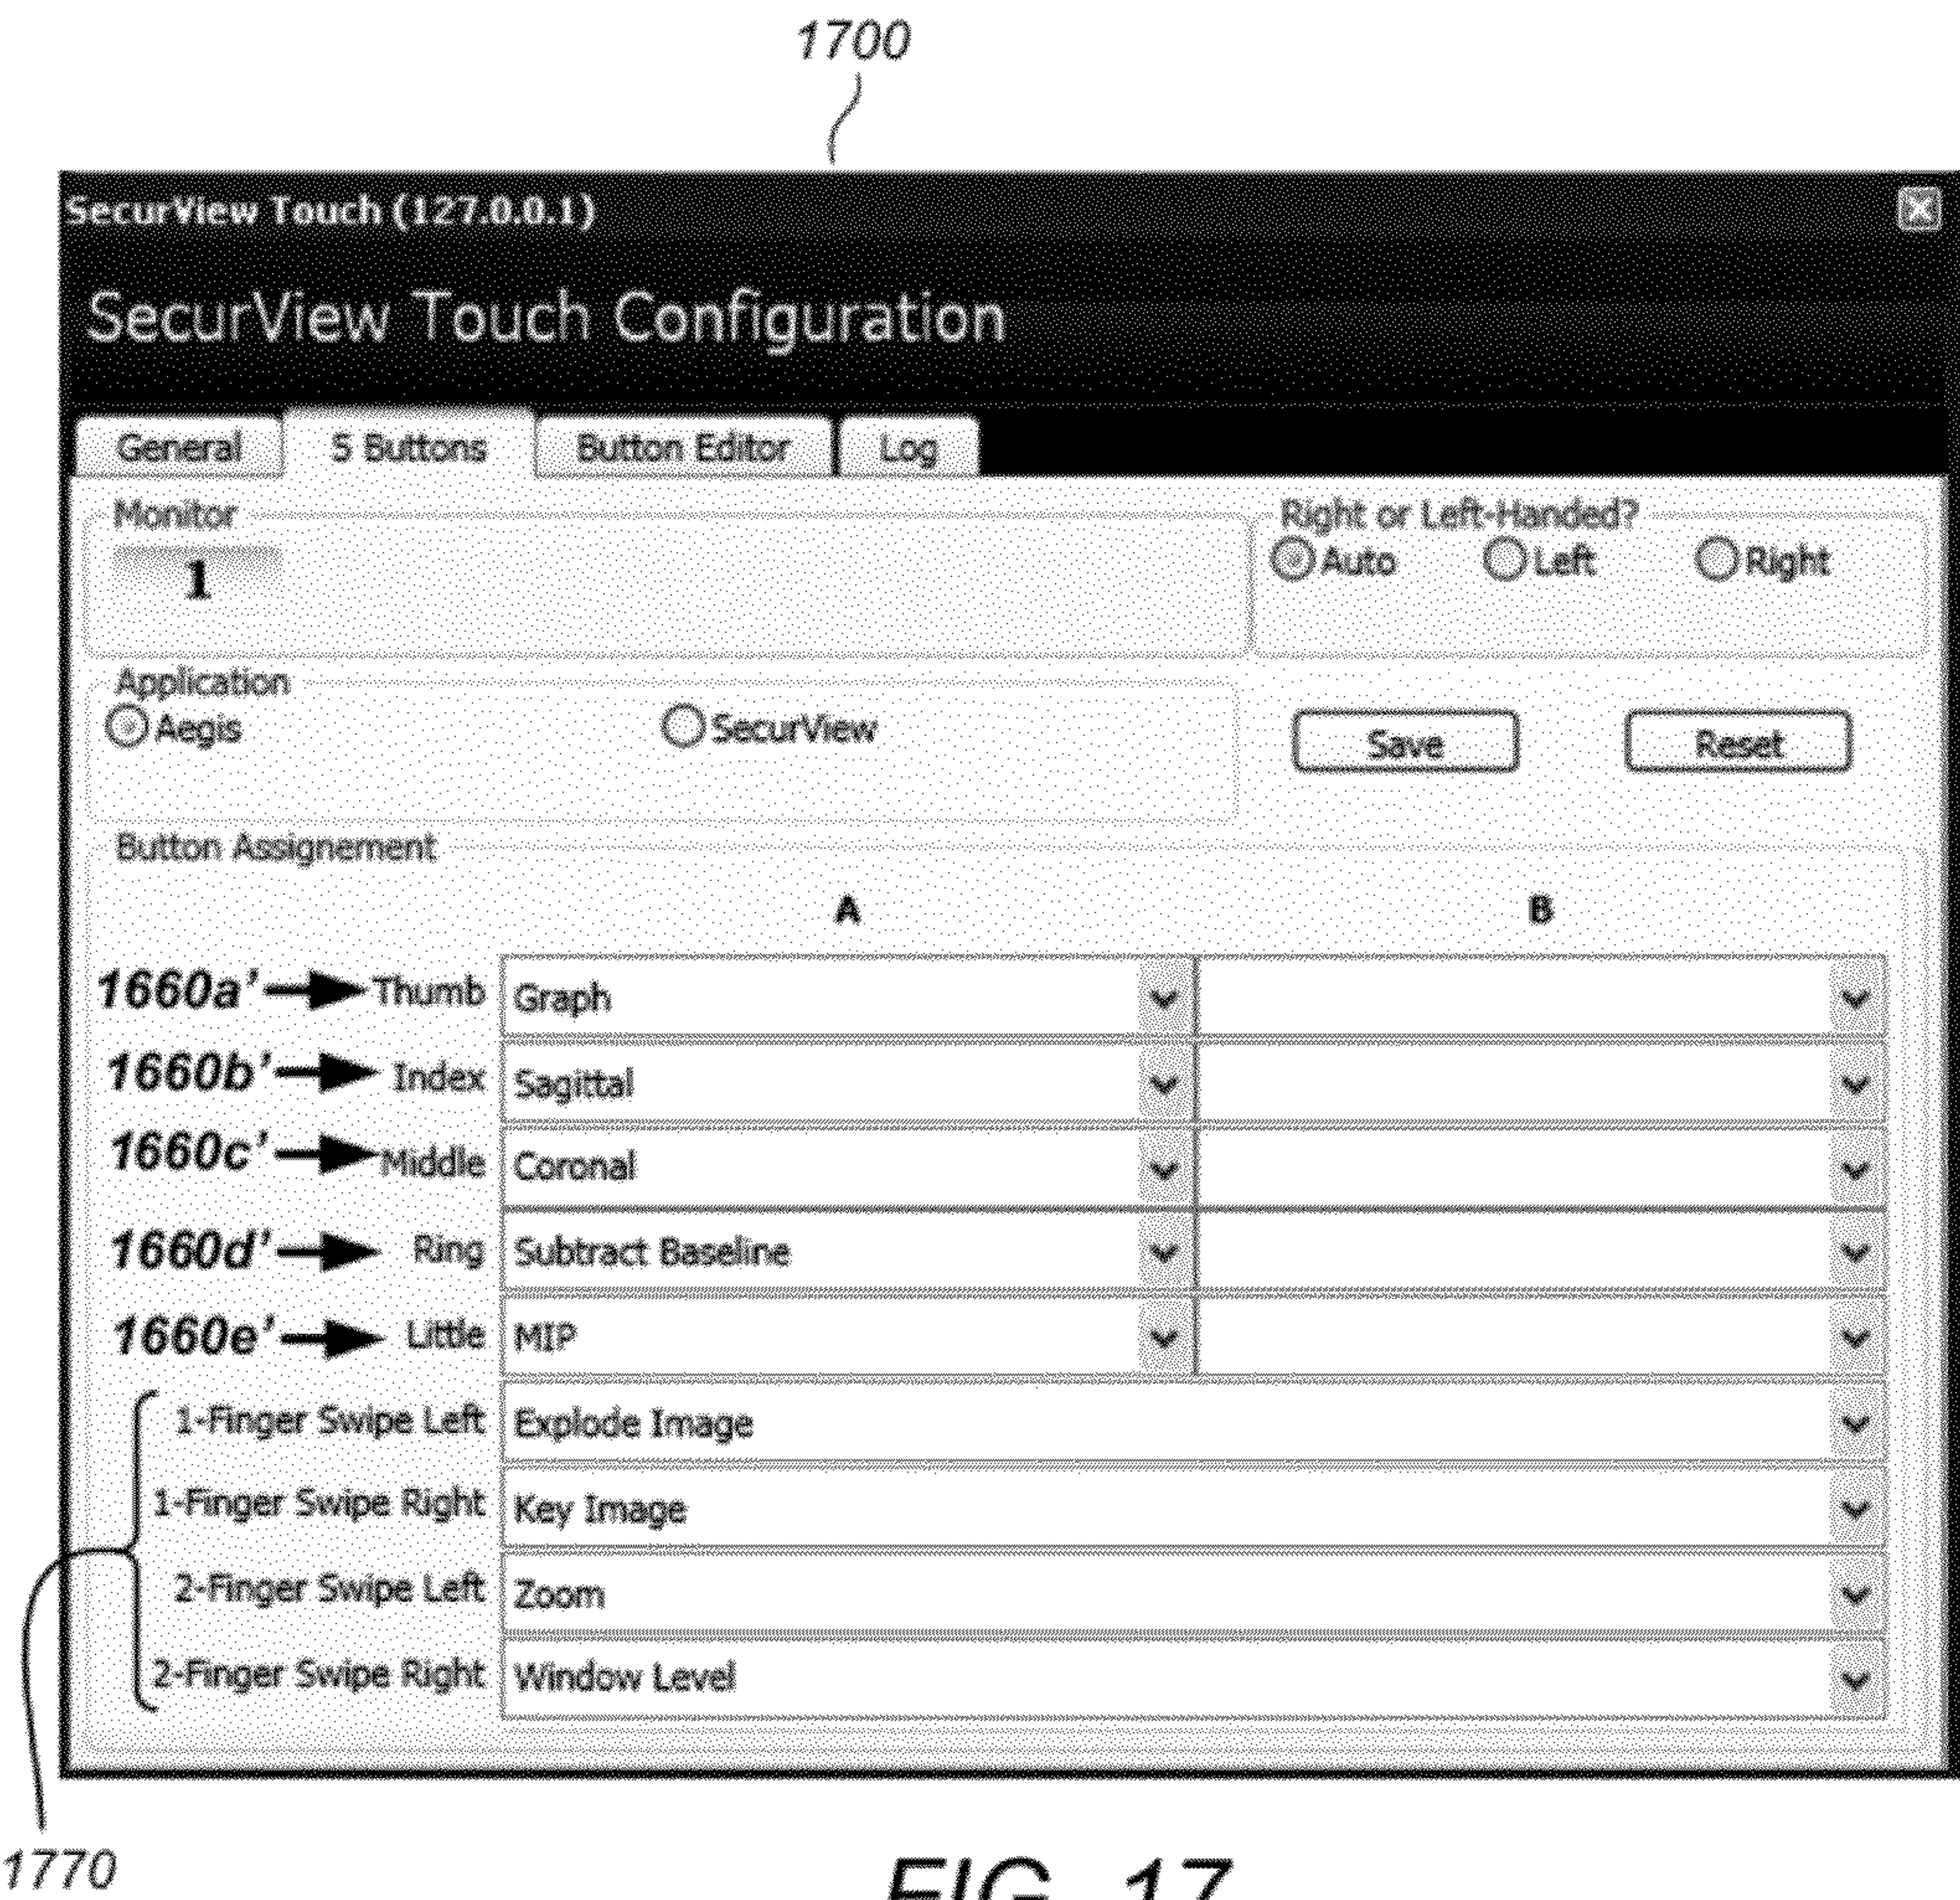 1700
SecurView Touch (127.0.0.1)
SecurView Touch Configuration
General 5 Buttons Button Editor Log
Monitor Right or Left-Handed?
1 Auto Left Right
Application
Aegis SecurView Save Reset
Button Assignement
A B
1660a' Thumb Graph
1660b' Index Sagittal
1660c' Middle Coronal
1660d' Ring Subtract Baseline
1660e' Little MIP
1-Finger Swipe Left Explode Image
1-Finger Swipe Right Key Image
2-Finger Swipe Left Zoom
2-Finger Swipe Right Window Level
1770
FIG. 17